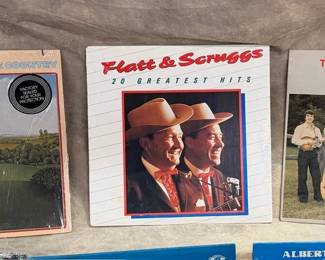 COUNTRY
FACTORY
SEALED
FOR YOUR
PROTECTION
Flatt & Scruggs
20 GREATEST HITS
T
ALBERT